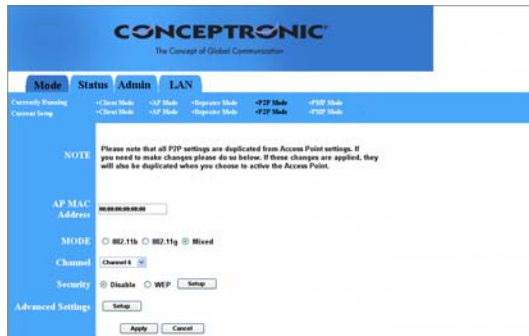 CONCEPTRONIC
The Concept of Global Communication
Mode Status Admin LAN
Currently Running •Client Mode •AP Mode •Repeater Mode •P2P Mode •PMP Mode
Current Setup •Client Mode •AP Mode •Repeater Mode •P2P Mode •PMP Mode
NOTE
Please note that all P2P settings are duplicated from Access Point settings. If
you need to make changes please do so below. If these changes are applied, they
will also be duplicated when you choose to activate the Access Point.
AP MAC
Address
00:00:00:00:00:00
MODE 802.11b 802.11g Mixed
Channel Channel 6
Security Disable WEP Setup
Advanced Settings Setup
Apply Cancel